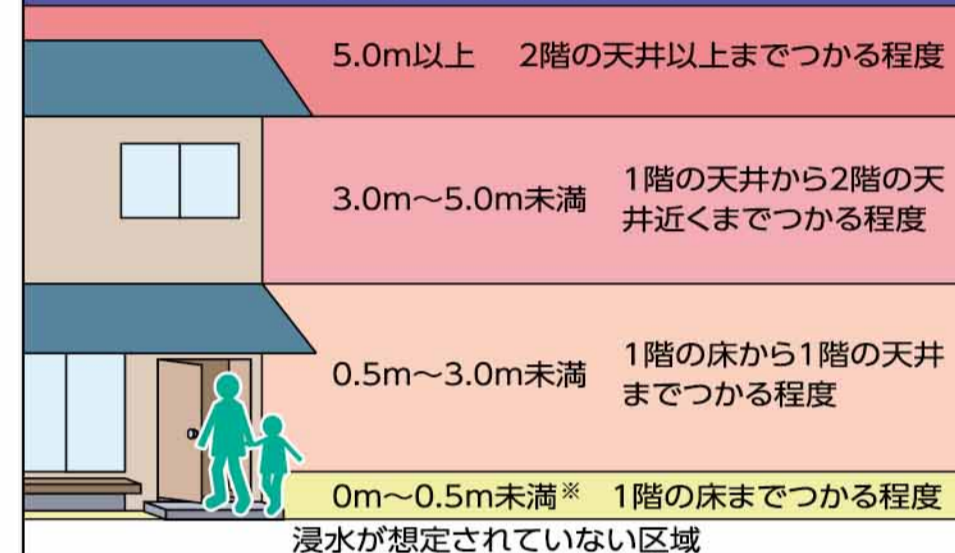 5.0m以上 2階の天井以上までつかる程度
3.0m～5.0m未満
1階の天井から2階の天
井近くまでつかる程度
0.5m～3.0m未満
1階の床から1階の天井
までつかる程度
0m～0.5m未満※ 1階の床までつかる程度
浸水が想定されていない区域